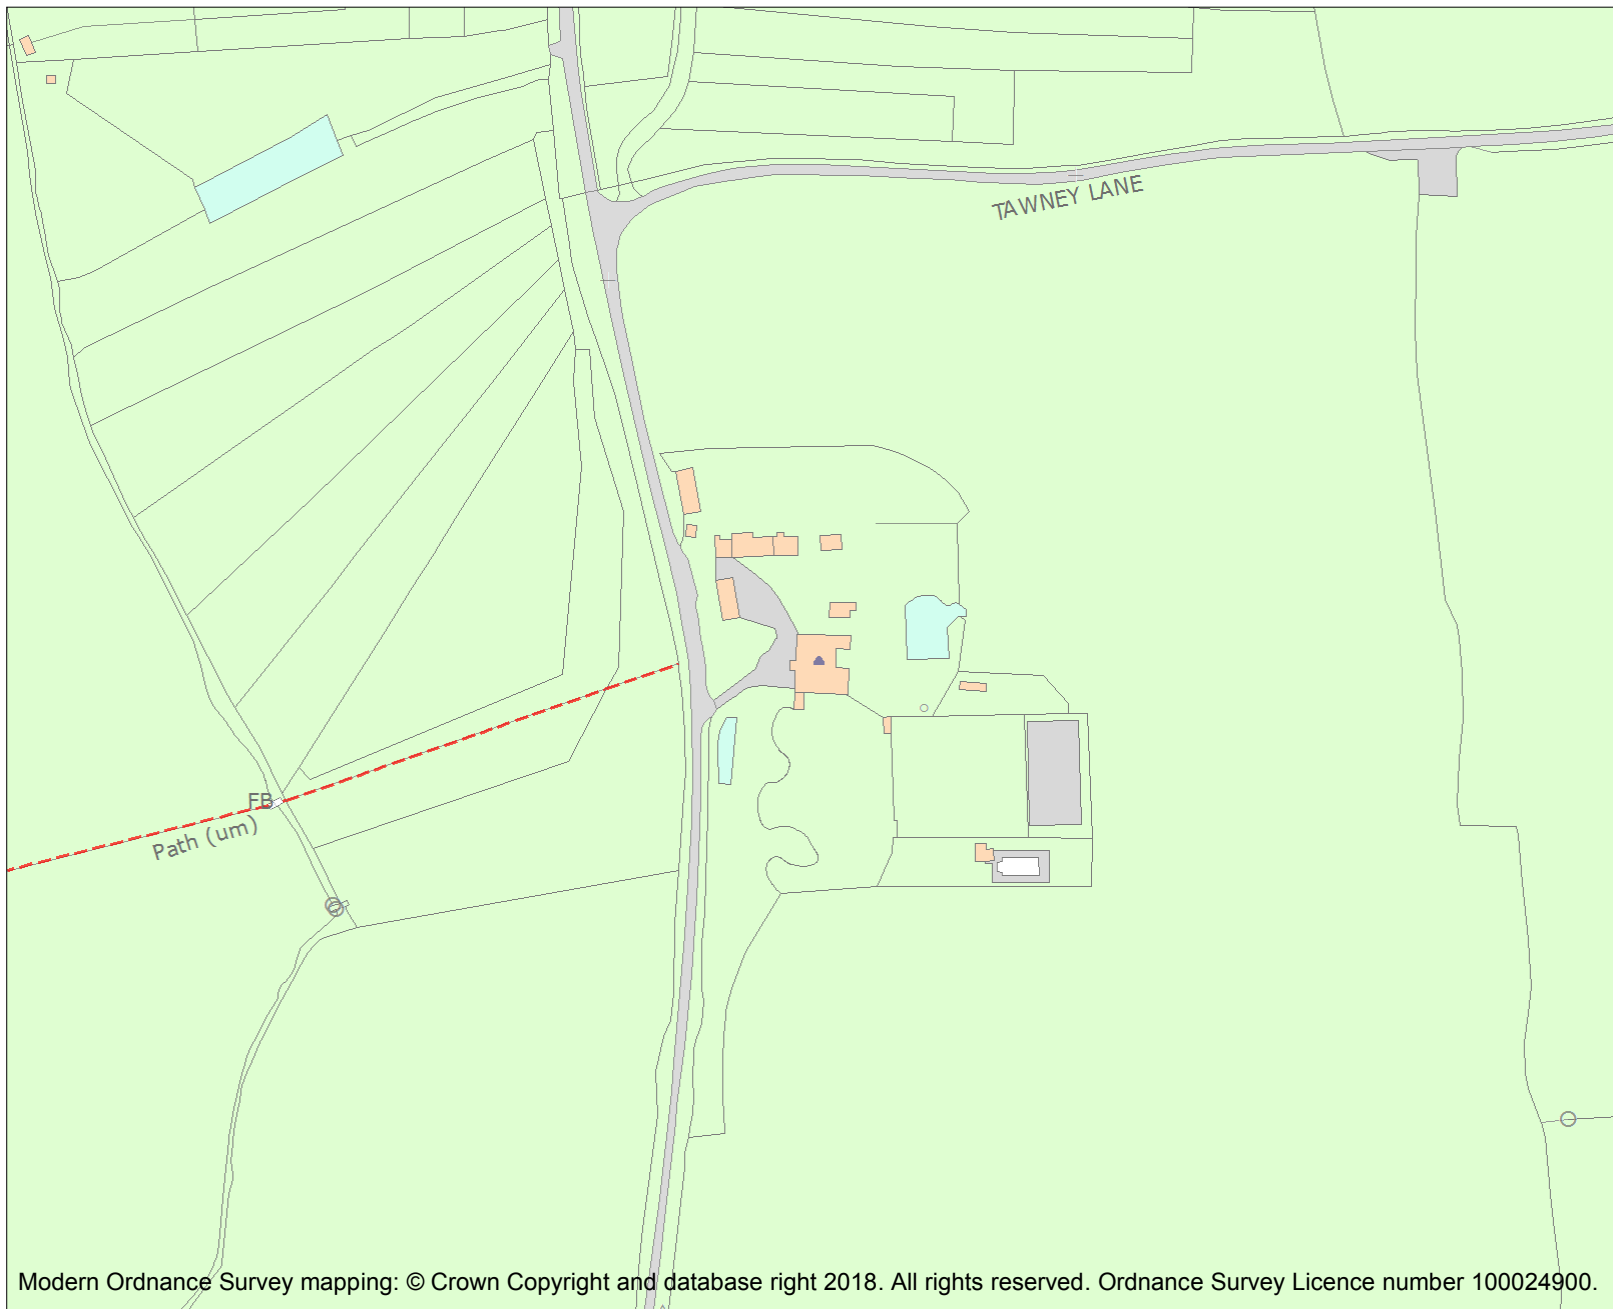 TAWNEY LANE
FB
Path (um)
Modern Ordnance Survey mapping: © Crown Copyright and database right 2018. All rights reserved. Ordnance Survey Licence number 100024900.